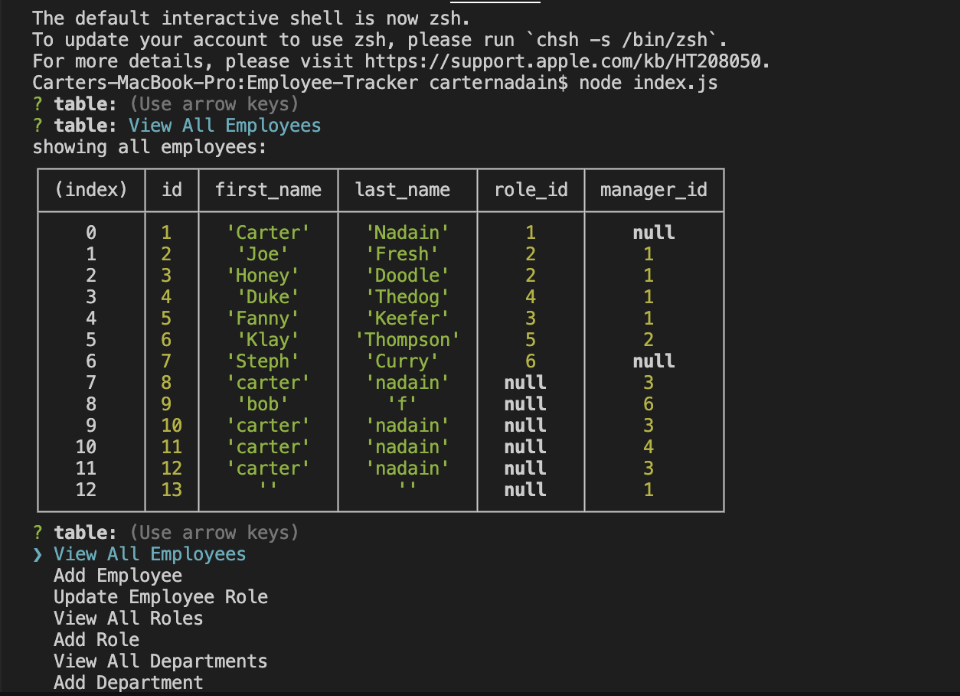 The default interactive shell is now zsh.
To update your account to use zsh, please run `chsh -s /bin/zsh`.
For more details, please visit https://support.apple.com/kb/HT208050.
Carters-MacBook-Pro:Employee-Tracker carternadain$ node index.js
? table: (Use arrow keys)
? table: View All Employees
showing all employees:
(index) id first_name last_name role_id manager_id
0 1 'Carter' 'Nadain' 1 null
1 2 'Joe' 'Fresh' 2 1
2 3 'Honey' 'Doodle' 2 1
3 4 'Duke' 'Thedog' 4 1
4 5 'Fanny' 'Keefer' 3 1
5 6 'Klay' 'Thompson' 5 2
6 7 'Steph' 'Curry' 6 null
7 8 'carter' 'nadain' null 3
8 9 'bob' 'f' null 6
9 10 'carter' 'nadain' null 3
10 11 'carter' 'nadain' null 4
11 12 'carter' 'nadain' null 3
12 13 '' '' null 1
? table: (Use arrow keys)
❯ View All Employees
Add Employee
Update Employee Role
View All Roles
Add Role
View All Departments
Add Department